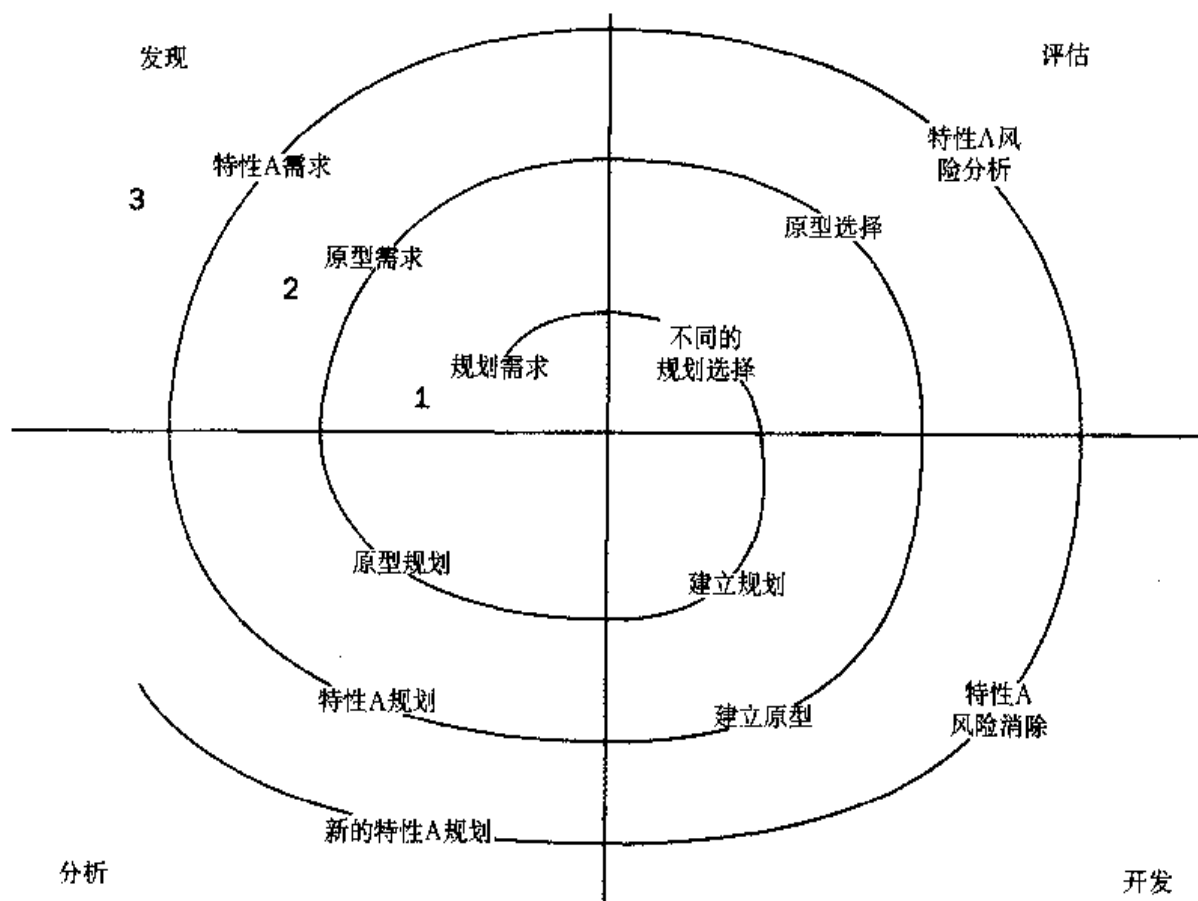 发现
评估
特性A需求
特性A风
险分析
3
原型需求
原型选择
2
规划需求
不同的
规划选择
1
原型规划
建立规划
特性A规划
建立原型
特性A
风险消除
新的特性A规划
分析
开发